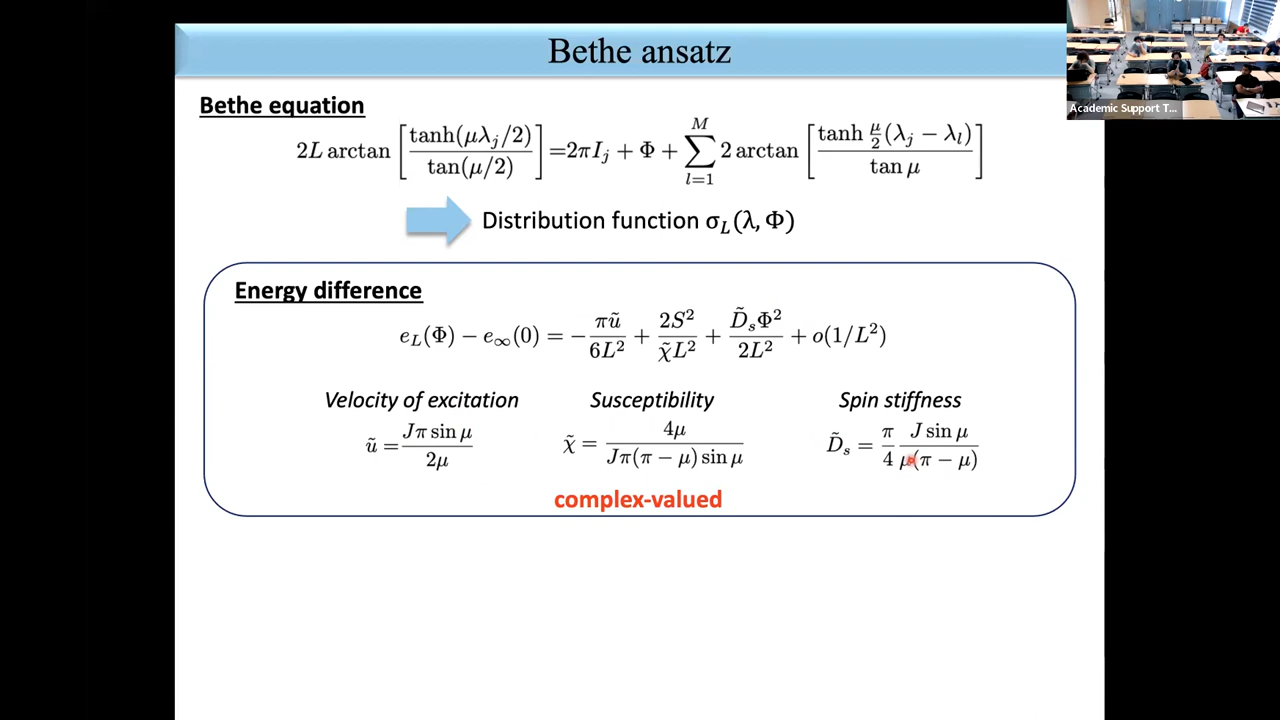 Bethe ansatz
Academic Support T...
Bethe equation
2L arctan [tanh(μλ_j/2) / tan(μ/2)] =2πI_j + Φ + ∑_{l=1}^{M} 2 arctan [tanh μ/2 (λ_j − λ_l) / tan μ]
Distribution function σ_L(λ, Φ)
Energy difference
e_L(Φ) − e_∞(0) = − πũ/6L² + 2S²/χ̃L² + D̃_sΦ²/2L² + o(1/L²)
Velocity of excitation Susceptibility Spin stiffness
ũ = Jπ sin μ / 2μ χ̃ = 4μ / Jπ(π − μ) sin μ D̃_s = π/4 J sin μ / μ(π − μ)
complex-valued